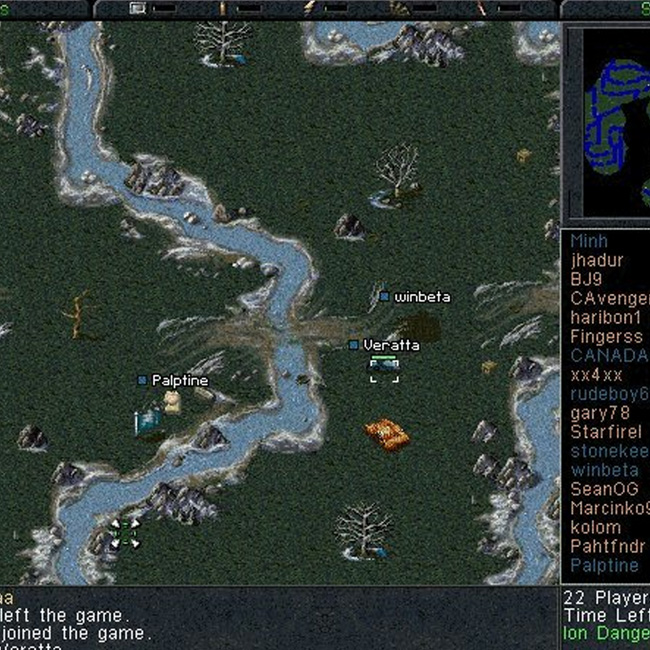 winbeta
Veratta
Palptine
Minh
jhadur
BJ9
CAvenge
haribon1
Fingerss
CANADA
xx4xx
rudeboy6
gary78
Starfirel
stonekee
winbeta
SeanOG
Marcinko9
kolom
Pahtfndr
Palptine
22 Player
Time Left
Ion Dange
left the game.
joined the game.